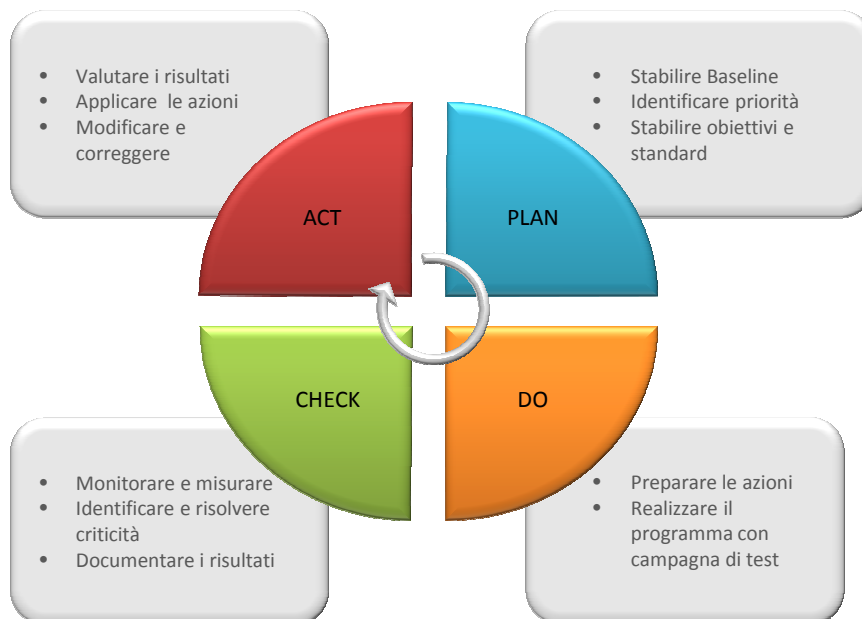 • Valutare i risultati
• Applicare le azioni
• Modificare e
correggere
• Stabilire Baseline
• Identificare priorità
• Stabilire obiettivi e
standard
ACT
PLAN
CHECK
DO
• Monitorare e misurare
• Identificare e risolvere
criticità
• Documentare i risultati
• Preparare le azioni
• Realizzare il
programma con
campagna di test